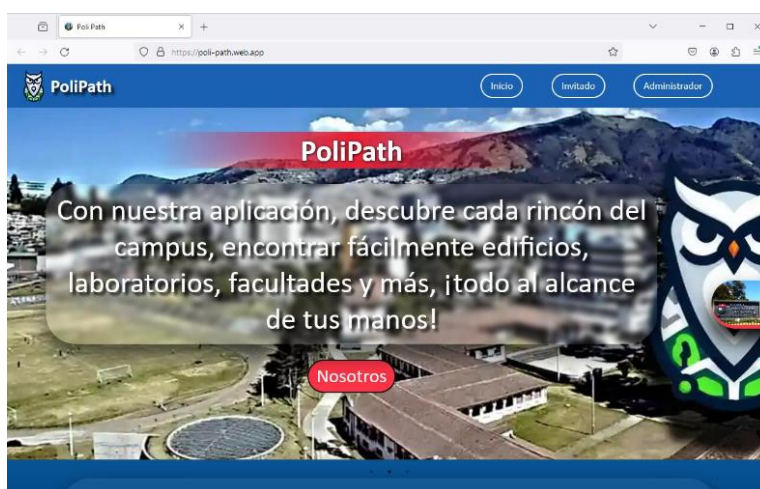 Poli Path
https://poli-path.web.app
PoliPath
Inicio
Invitado
Administrador
PoliPath
Con nuestra aplicación, descubre cada rincón del
campus, encontrar fácilmente edificios,
laboratorios, facultades y más, ¡todo al alcance
de tus manos!
Nosotros